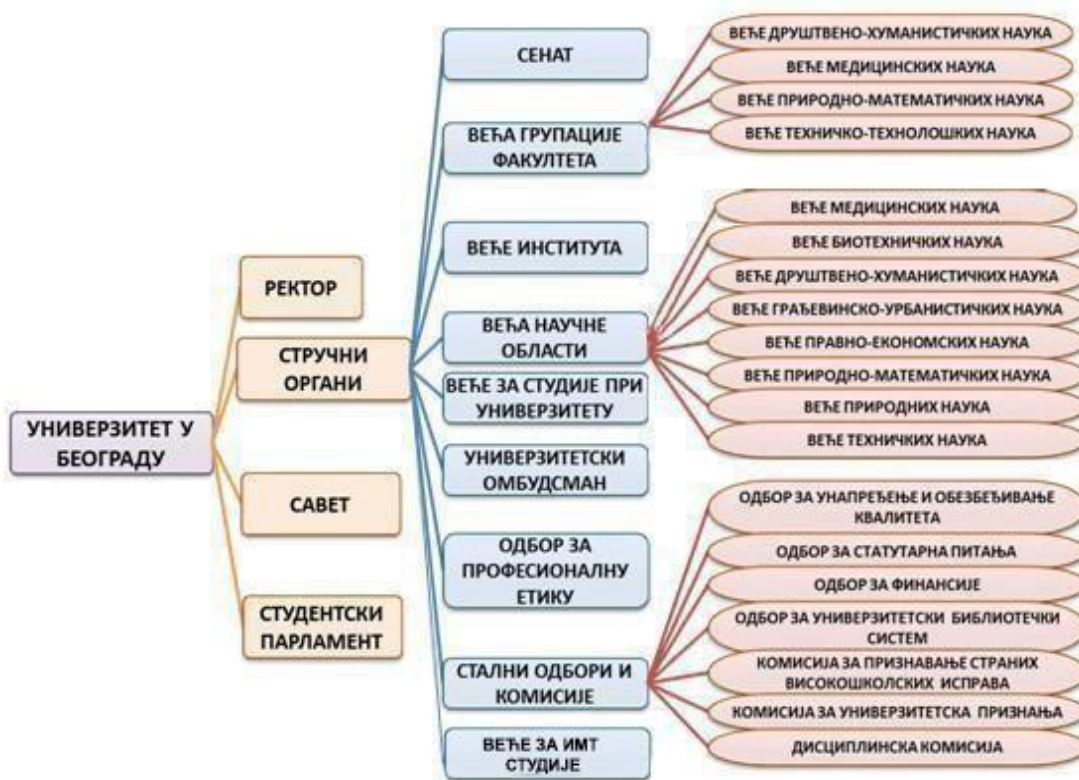 УНИВЕРЗИТЕТ У
БЕОГРАДУ
РЕКТОР
СТРУЧНИ
ОРГАНИ
САВЕТ
СТУДЕНТСКИ
ПАРЛАМЕНТ
СЕНАТ
ВЕЋА ГРУПАЦИЈЕ
ФАКУЛТЕТА
ВЕЋЕ ИНСТИТУТА
ВЕЋА НАУЧНЕ
ОБЛАСТИ
ВЕЋЕ ЗА СТУДИЈЕ ПРИ
УНИВЕРЗИТЕТУ
УНИВЕРЗИТЕТСКИ
ОМБУДСМАН
ОДБОР ЗА
ПРОФЕСИОНАЛНУ
ЕТИКУ
СТАЛНИ ОДБОРИ И
КОМИСИЈЕ
ВЕЋЕ ЗА ИМТ
СТУДИЈЕ
ВЕЋЕ ДРУШТВЕНО-ХУМАНИСТИЧКИХ НАУКА
ВЕЋЕ МЕДИЦИНСКИХ НАУКА
ВЕЋЕ ПРИРОДНО-МАТЕМАТИЧКИХ НАУКА
ВЕЋЕ ТЕХНИЧКО-ТЕХНОЛОШКИХ НАУКА
ВЕЋЕ МЕДИЦИНСКИХ НАУКА
ВЕЋЕ БИОТЕХНИЧКИХ НАУКА
ВЕЋЕ ДРУШТВЕНО-ХУМАНИСТИЧКИХ НАУКА
ВЕЋЕ ГРАЂЕВИНСКО-УРБАНИСТИЧКИХ НАУКА
ВЕЋЕ ПРАВНО-ЕКОНОМСКИХ НАУКА
ВЕЋЕ ПРИРОДНО-МАТЕМАТИЧКИХ НАУКА
ВЕЋЕ ПРИРОДНИХ НАУКА
ВЕЋЕ ТЕХНИЧКИХ НАУКА
ОДБОР ЗА УНАПРЕЂЕЊЕ И ОБЕЗБЕЂИВАЊЕ
КВАЛИТЕТА
ОДБОР ЗА СТАТУТАРНА ПИТАЊА
ОДБОР ЗА ФИНАНСИЈЕ
ОДБОР ЗА УНИВЕРЗИТЕТСКИ БИБЛИОТЕЧКИ
СИСТЕМ
КОМИСИЈА ЗА ПРИЗНАВАЊЕ СТРАНИХ
ВИСОКОШКОЛСКИХ ИСПРАВА
КОМИСИЈА ЗА УНИВЕРЗИТЕТСКА ПРИЗНАЊА
ДИСЦИПЛИНСКА КОМИСИЈА